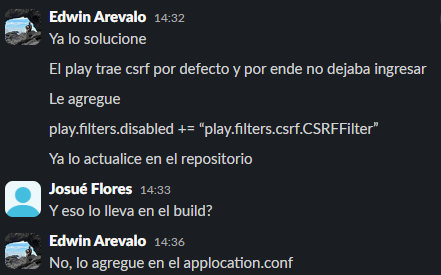 Edwin Arevalo 14:32
Ya lo solucione
El play trae csrf por defecto y por ende no dejaba ingresar
Le agregue
play.filters.disabled += “play.filters.csrf.CSRFFilter”
Ya lo actualice en el repositorio
Josué Flores 14:33
Y eso lo lleva en el build?
Edwin Arevalo 14:36
No, lo agregue en el applocation.conf